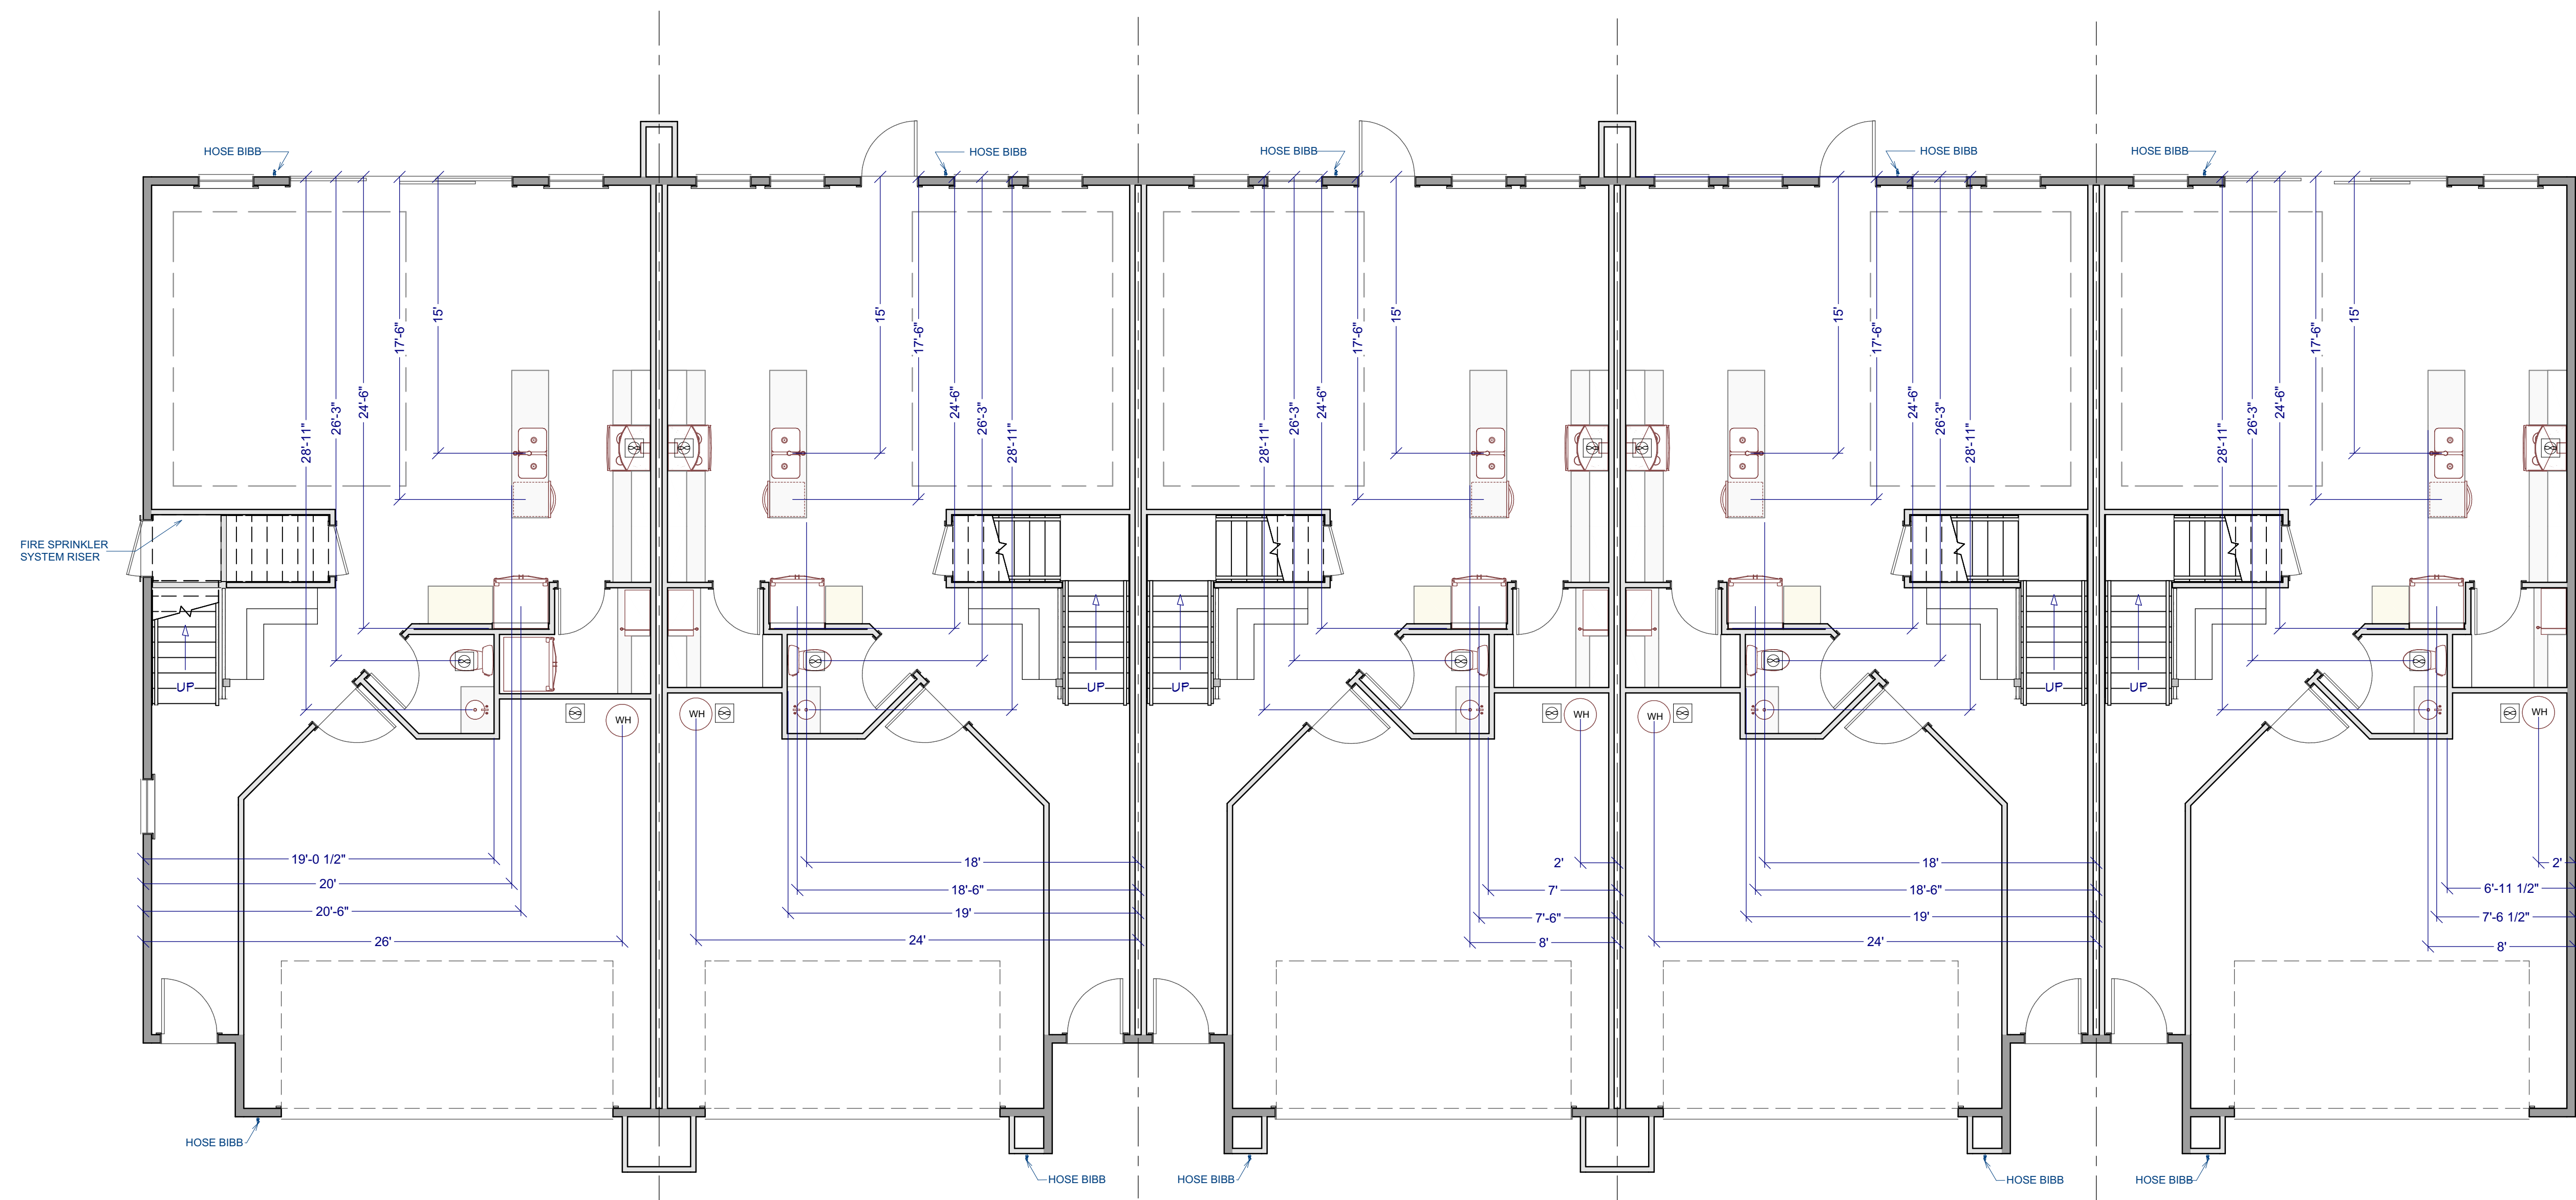 HOSE BIBB
HOSE BIBB
HOSE BIBB
HOSE BIBB
HOSE BIBB
15'
15'
15'
15'
15'
17'-6"
17'-6"
17'-6"
17'-6"
17'-6"
24'-6"
24'-6"
24'-6"
24'-6"
24'-6"
26'-3"
26'-3"
26'-3"
26'-3"
26'-3"
28'-11"
28'-11"
28'-11"
28'-11"
28'-11"
FIRE SPRINKLER
SYSTEM RISER
UP
UP
UP
UP
UP
WH
WH
WH
WH
WH
19'-0 1/2"
18'
2'
18'
2'
20'
18'-6"
7'
18'-6"
6'-11 1/2"
20'-6"
19'
7'-6"
19'
7'-6 1/2"
26'
24'
8'
24'
8'
HOSE BIBB
HOSE BIBB
HOSE BIBB
HOSE BIBB
HOSE BIBB